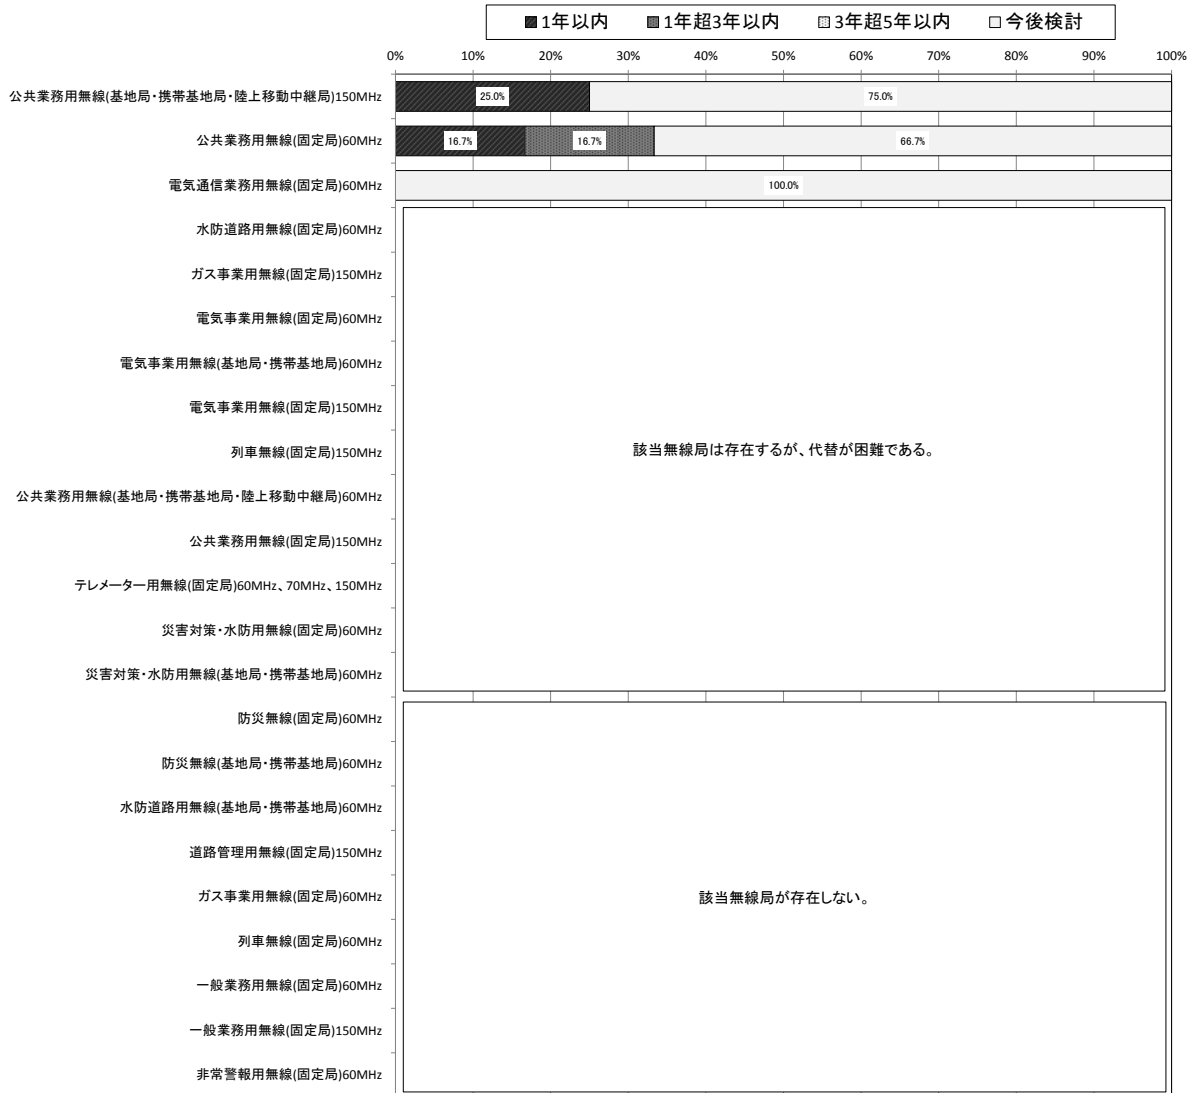 1年以内 1年超3年以内 3年超5年以内 今後検討
0% 10% 20% 30% 40% 50% 60% 70% 80% 90% 100%
公共業務用無線(基地局・携帯基地局・陸上移動中継局)150MHz 25.0% 75.0%
公共業務用無線(固定局)60MHz 16.7% 16.7% 66.7%
電気通信業務用無線(固定局)60MHz 100.0%
水防道路用無線(固定局)60MHz
ガス事業用無線(固定局)150MHz
電気事業用無線(固定局)60MHz
電気事業用無線(基地局・携帯基地局)60MHz
電気事業用無線(固定局)150MHz
列車無線(固定局)150MHz 該当無線局は存在するが、代替が困難である。
公共業務用無線(基地局・携帯基地局・陸上移動中継局)60MHz
公共業務用無線(固定局)150MHz
テレメーター用無線(固定局)60MHz、70MHz、150MHz
災害対策・水防用無線(固定局)60MHz
災害対策・水防用無線(基地局・携帯基地局)60MHz
防災無線(固定局)60MHz
防災無線(基地局・携帯基地局)60MHz
水防道路用無線(基地局・携帯基地局)60MHz
道路管理用無線(固定局)150MHz
ガス事業用無線(固定局)60MHz 該当無線局が存在しない。
列車無線(固定局)60MHz
一般業務用無線(固定局)60MHz
一般業務用無線(固定局)150MHz
非常警報用無線(固定局)60MHz